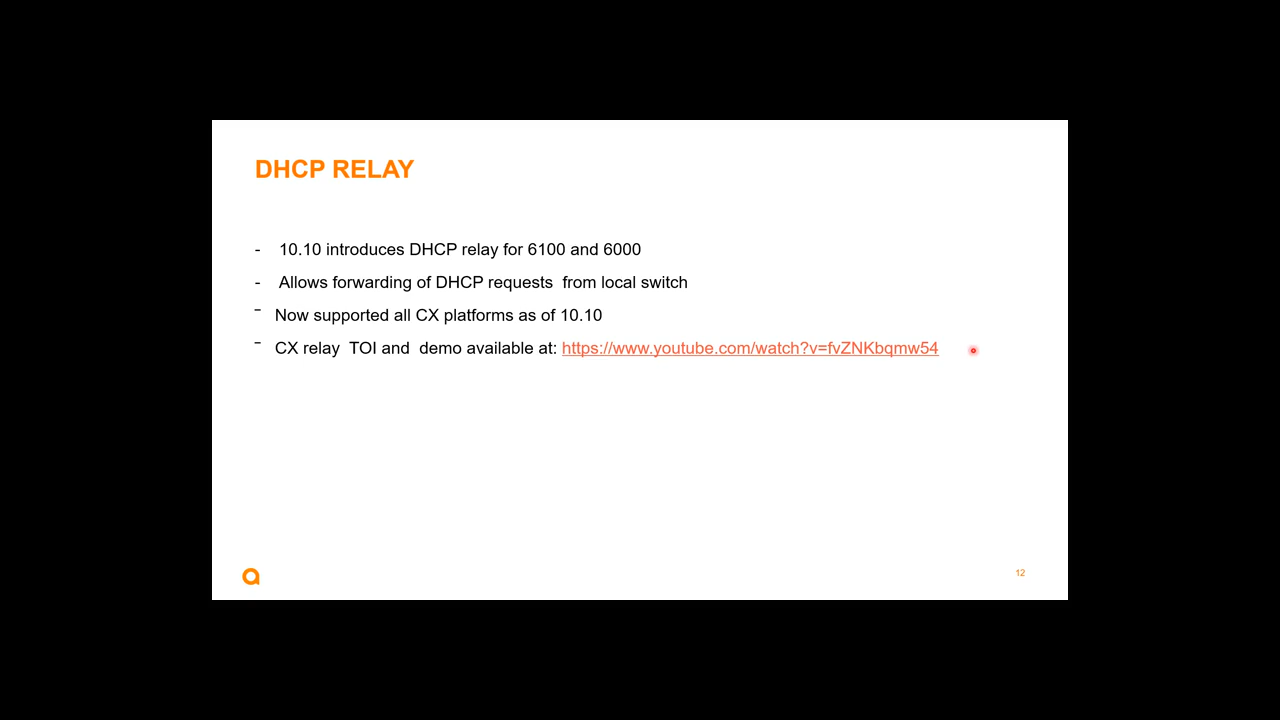 DHCP RELAY
- 10.10 introduces DHCP relay for 6100 and 6000
- Allows forwarding of DHCP requests  from local switch
‾ Now supported all CX platforms as of 10.10
‾ CX relay  TOI and  demo available at: https://www.youtube.com/watch?v=fvZNKbqmw54
12